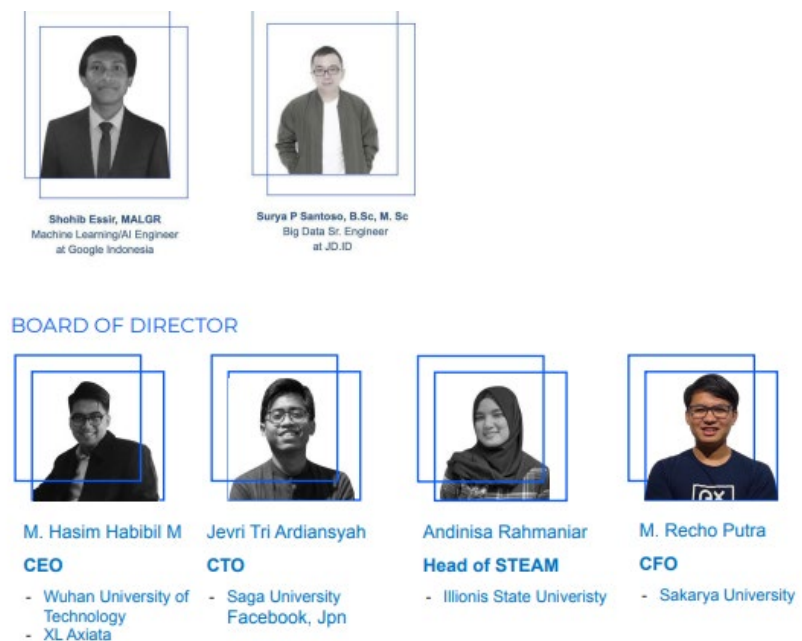 Shohib Essir, MALGR
Machine Learning/AI Engineer
at Google Indonesia
Surya P Santoso, B.Sc, M. Sc
Big Data Sr. Engineer
at JD.ID
BOARD OF DIRECTOR
M. Hasim Habibil M
CEO
- Wuhan University of
Technology
- XL Axiata
Jevri Tri Ardiansyah
CTO
- Saga University
Facebook, Jpn
Andinisa Rahmaniar
Head of STEAM
- Illionis State Univeristy
M. Recho Putra
CFO
- Sakarya University